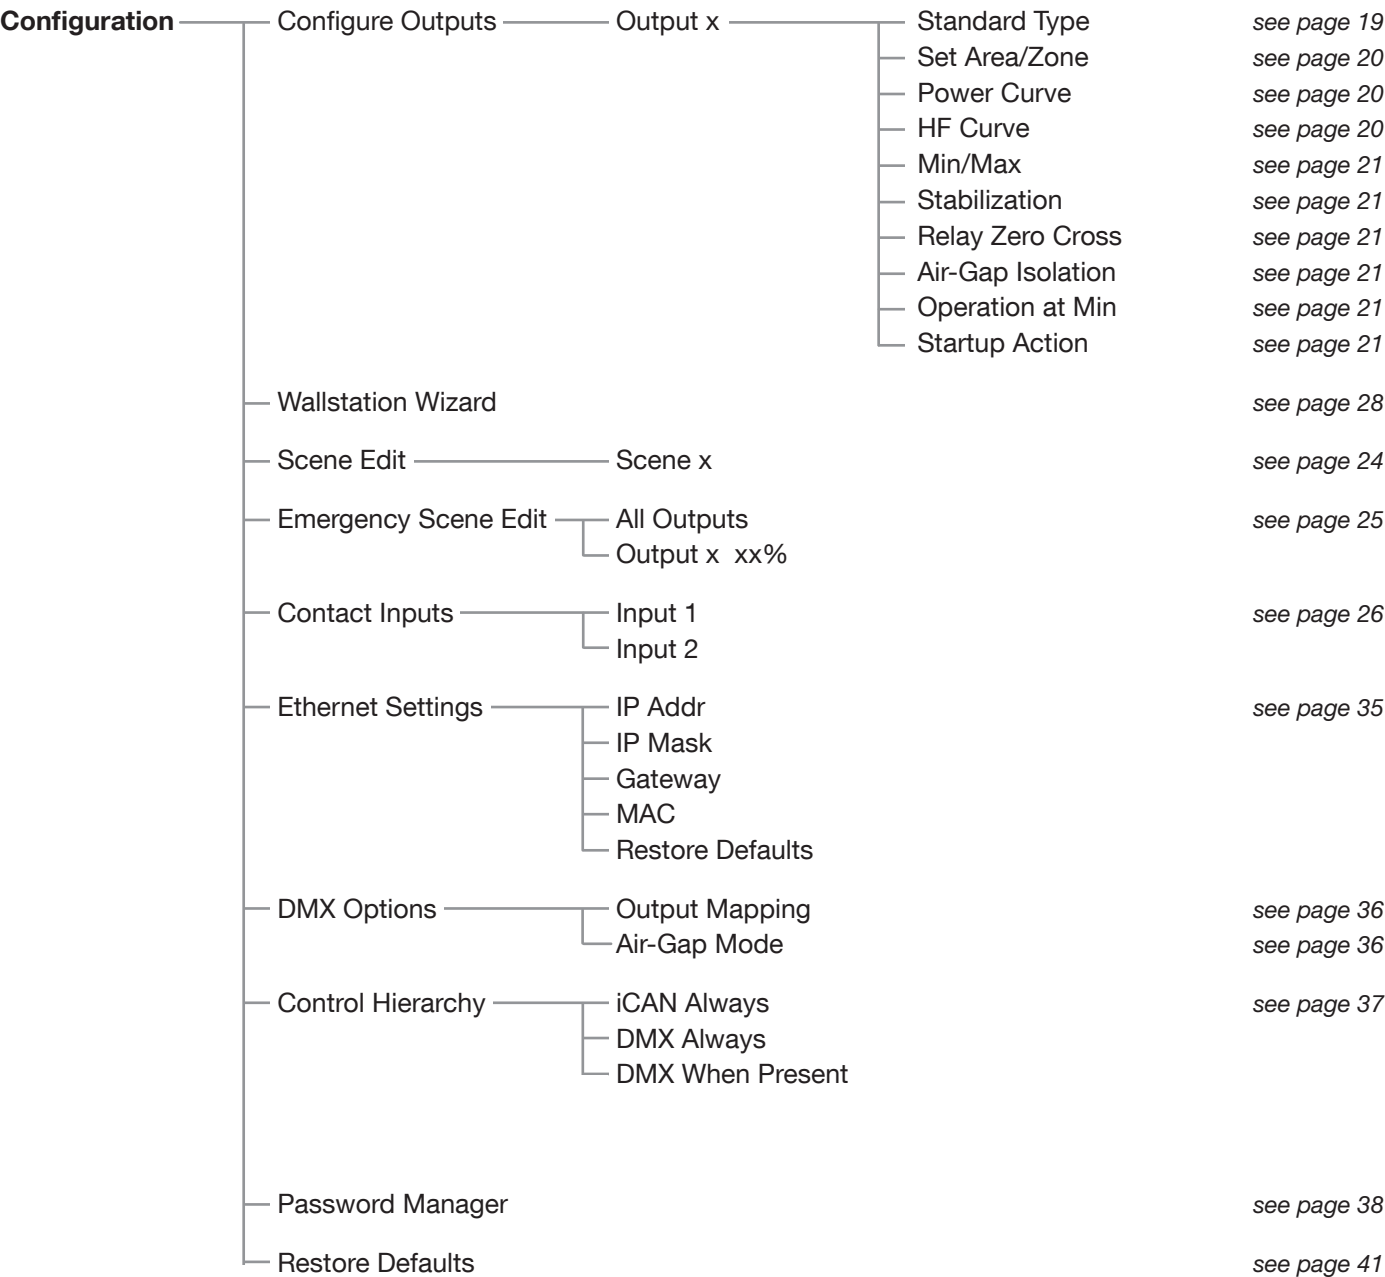 Configuration Configure Outputs Output x Standard Type see page 19
Set Area/Zone see page 20
Power Curve see page 20
HF Curve see page 20
Min/Max see page 21
Stabilization see page 21
Relay Zero Cross see page 21
Air-Gap Isolation see page 21
Operation at Min see page 21
Startup Action see page 21
Wallstation Wizard see page 28
Scene Edit Scene x see page 24
Emergency Scene Edit All Outputs see page 25
Output x xx%
Contact Inputs Input 1 see page 26
Input 2
Ethernet Settings IP Addr see page 35
IP Mask
Gateway
MAC
Restore Defaults
DMX Options Output Mapping see page 36
Air-Gap Mode see page 36
Control Hierarchy iCAN Always see page 37
DMX Always
DMX When Present
Password Manager see page 38
Restore Defaults see page 41